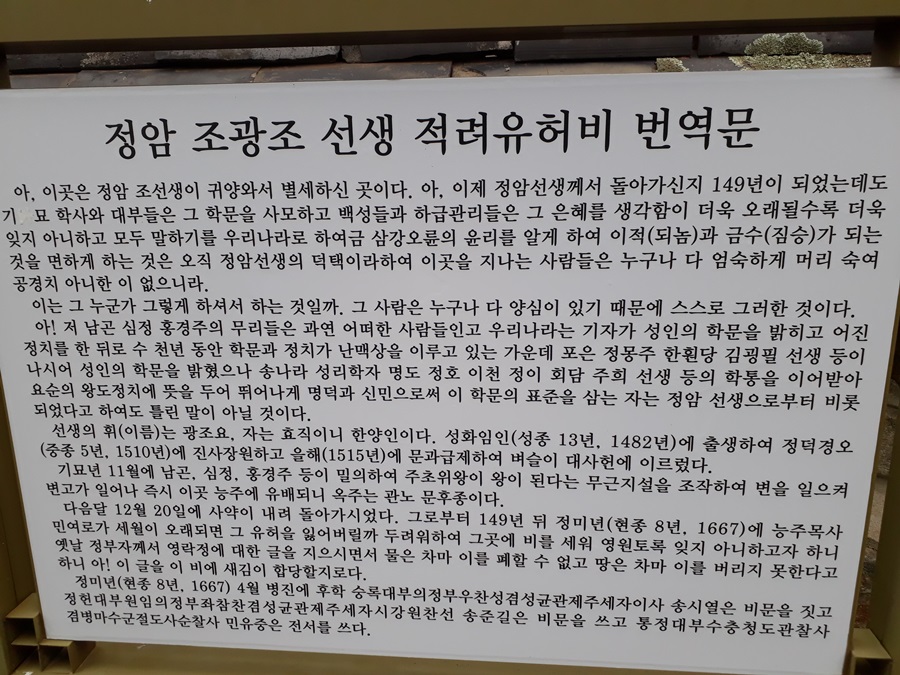 정암 조광조 선생 적려유허비 번역문
아, 이곳은 정암 조선생이 귀양와서 별세하신 곳이다. 아, 이제 정암선생께서 돌아가신지 149년이 되었는데도
기 묘 학사와 대부들은 그 학문을 사모하고 백성들과 하급관리들은 그 은혜를 생각함이 더욱 오래될수록 더욱
잊지 아니하고 모두 말하기를 우리나라로 하여금 삼강오륜의 윤리를 알게 하여 이적(되놈)과 금수(짐승)가 되는
것을 면하게 하는 것은 오직 정암선생의 덕택이라하여 이곳을 지나는 사람들은 누구나 다 엄숙하게 머리 숙여
공경치 아니한 이 없으니라.
이는 그 누군가 그렇게 하셔서 하는 것일까. 그 사람은 누구나 다 양심이 있기 때문에 스스로 그러한 것이다.
아! 저 남곤 심정 홍경주의 무리들은 과연 어떠한 사람들인고 우리나라는 기자가 성인의 학문을 밝히고 어진
정치를 한 뒤로 수 천년 동안 학문과 정치가 난맥상을 이루고 있는 가운데 포은 정몽주 한훤당 김굉필 선생 등이
나시어 성인의 학문을 밝혔으나 송나라 성리학자 명도 정호 이천 정이 회담 주희 선생 등의 학통을 이어받아
요순의 왕도정치에 뜻을 두어 뛰어나게 명덕과 신민으로써 이 학문의 표준을 삼는 자는 정암 선생으로부터 비롯
되었다고 하여도 틀린 말이 아닐 것이다.
선생의 휘(이름)는 광조요, 자는 효직이니 한양인이다. 성화임인(성종 13년, 1482년)에 출생하여 정덕경오
(중종 5년, 1510년)에 진사장원하고 을해(1515년)에 문과급제하여 벼슬이 대사헌에 이르렀다.
기묘년 11월에 남곤, 심정, 홍경주 등이 밀의하여 주초위왕이 왕이 된다는 무근지설을 조작하여 변을 일으켜
변고가 일어나 즉시 이곳 능주에 유배되니 옥주는 관노 문후종이다.
다음달 12월 20일에 사약이 내려 돌아가시었다. 그로부터 149년 뒤 정미년(현종 8년, 1667)에 능주목사
민여로가 세월이 오래되면 그 유허를 잃어버릴까 두려워하여 그곳에 비를 세워 영원토록 잊지 아니하고자 하니
옛날 정부자께서 영락정에 대한 글을 지으시면서 물은 차마 이를 폐할 수 없고 땅은 차마 이를 버리지 못한다고
하니 아! 이 글을 이 비에 새김이 합당할지로다.
정미년(현종 8년, 1667) 4월 병진에 후학 숭록대부의정부우찬성겸성균관제주세자이사 송시열은 비문을 짓고
정헌대부원임의정부좌참찬겸성균관제주세자시강원찬선 송준길은 비문을 쓰고 통정대부수충청도관찰사
겸병마수군절도사순찰사 민유중은 전서를 쓰다.